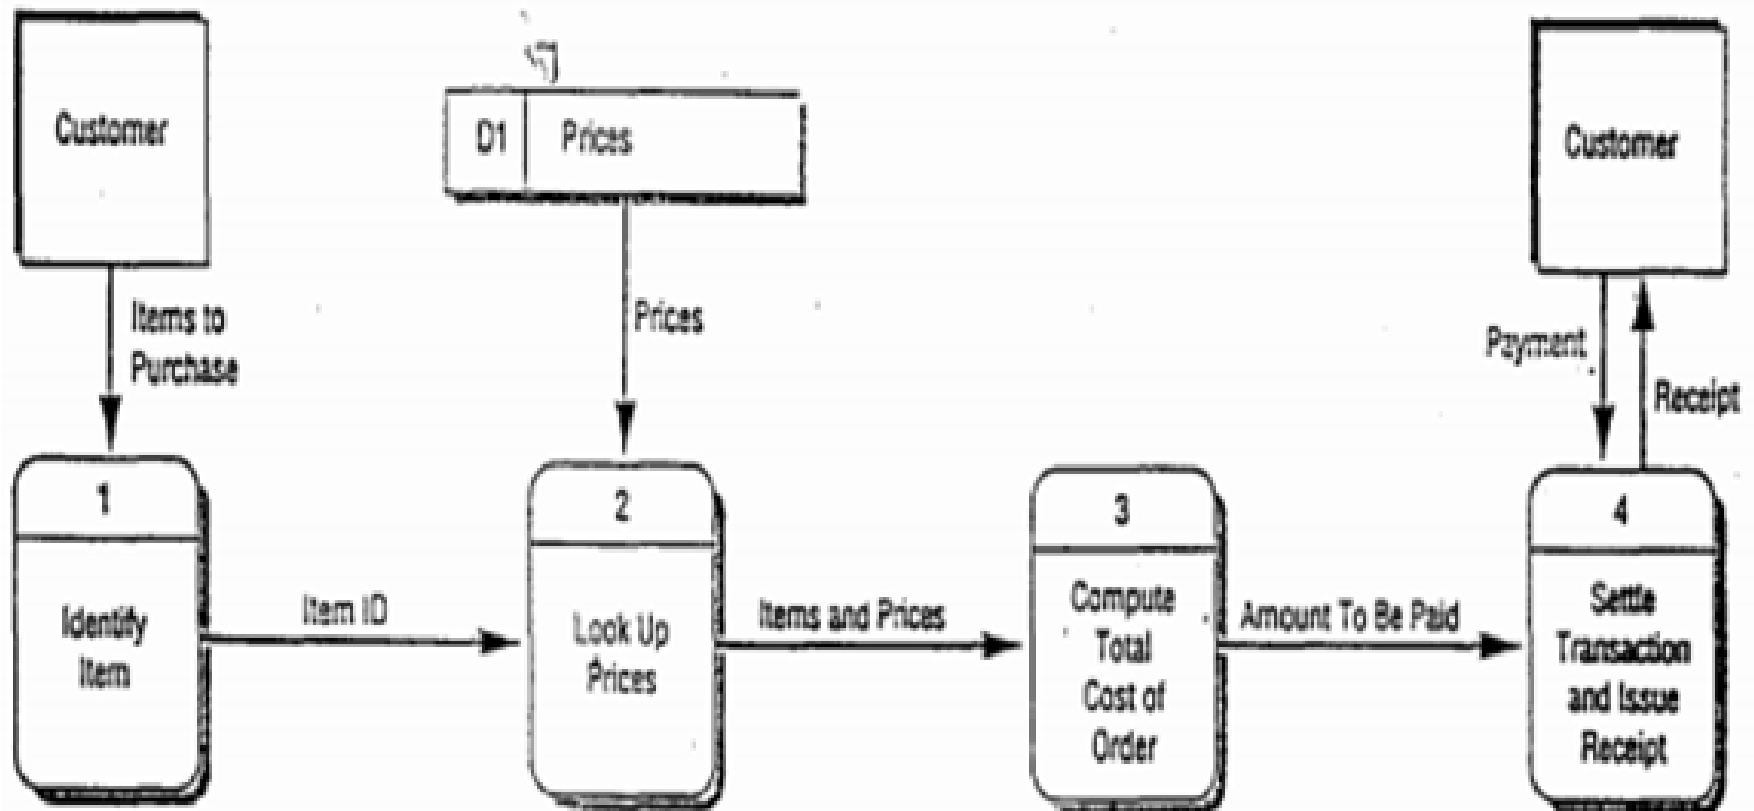 Customer
D1 Prices
Customer
Items to
Purchase
Prices
Payment
Receipt
1
Identify
Item
Item ID
2
Look Up
Prices
Items and Prices
3
Compute
Total
Cost of
Order
Amount To Be Paid
4
Settle
Transaction
and Issue
Receipt